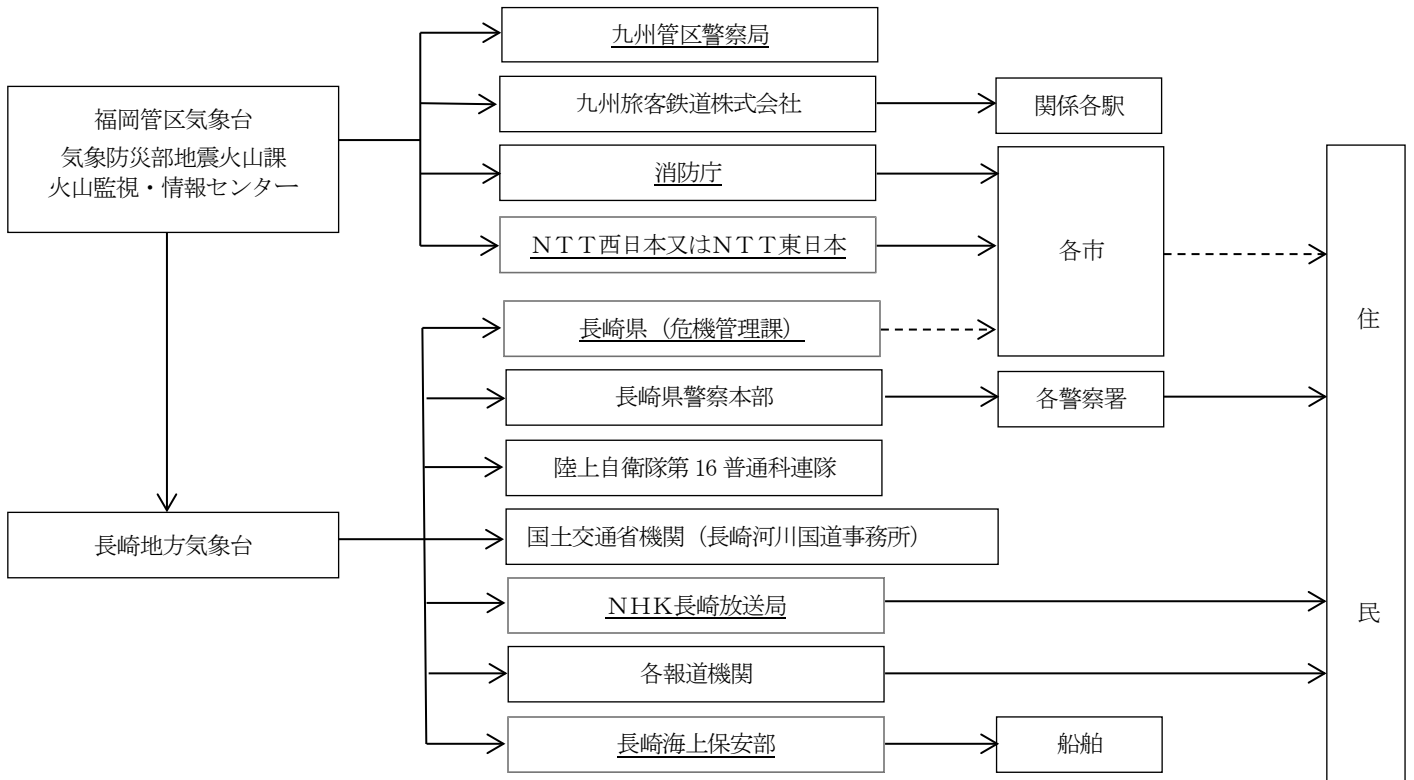 九州管区警察局
福岡管区気象台
気象防災部地震火山課
火山監視・情報センター
九州旅客鉄道株式会社
関係各駅
消防庁
ＮＴＴ西日本又はＮＴＴ東日本
各市
長崎県（危機管理課）
長崎県警察本部
各警察署
陸上自衛隊第 16 普通科連隊
長崎地方気象台
国土交通省機関（長崎河川国道事務所）
ＮＨＫ長崎放送局
各報道機関
長崎海上保安部
船舶
住
民